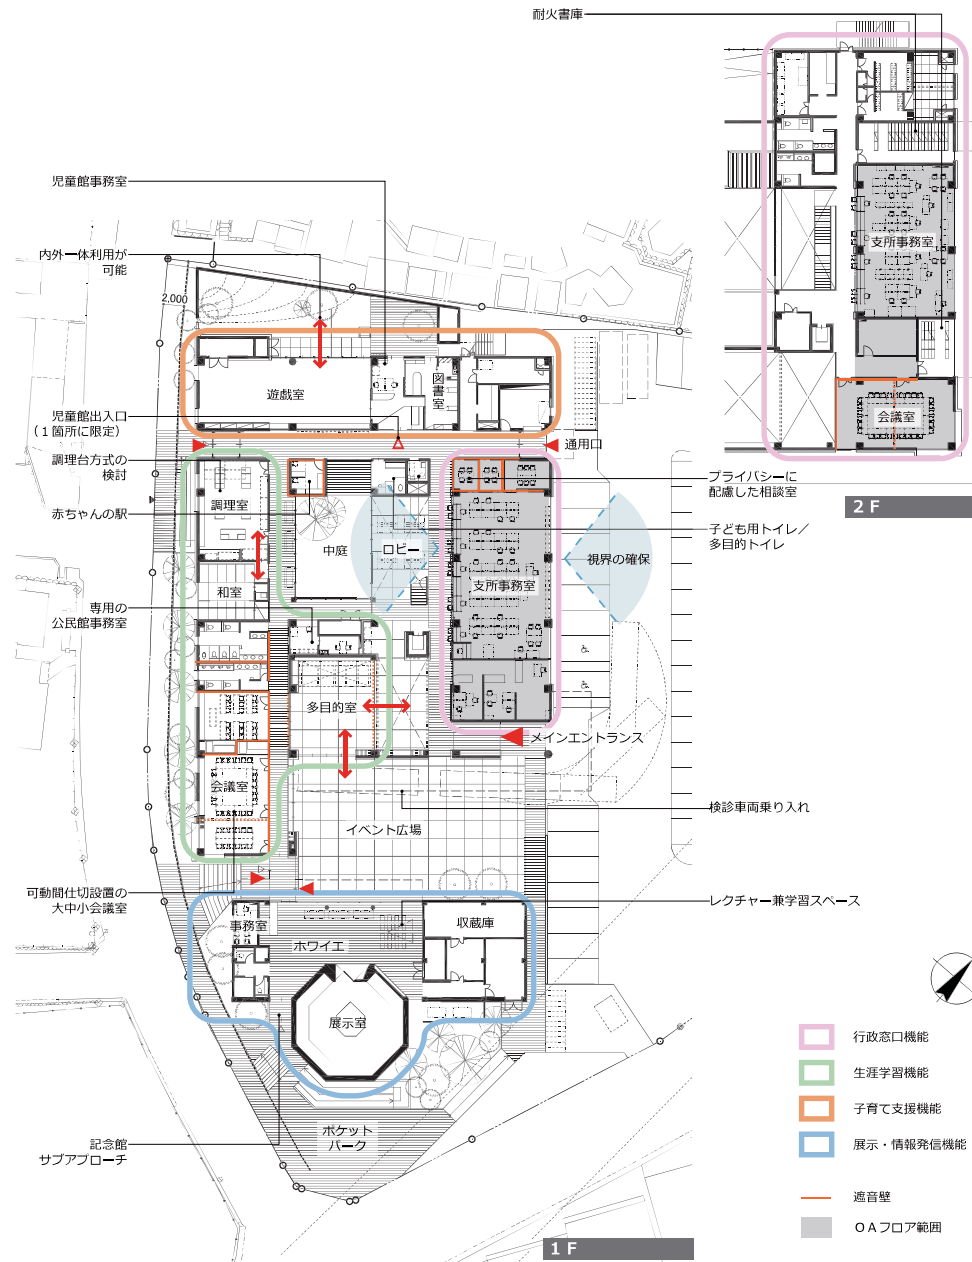 耐火書庫
児童館事務室
支所事務室
内外一体利用が
可能
2,000
図書室
遊戯室
児童館出入口
(１箇所に限定)
会議室
通用口
調理台方式の
検討
プライバシーに
配慮した相談室
2F
調理室
赤ちゃんの駅
中庭
ロビー
子ども用トイレ／
多目的トイレ
視界の確保
支所事務室
和室
専用の
公民館事務室
多目的室
メインエントランス
会議室
検診車両乗り入れ
イベント広場
可動間仕切設置の
大中小会議室
レクチャー兼学習スペース
事務室
収蔵庫
ホワイエ
展示室
行政窓口機能
生涯学習機能
子育て支援機能
ポケット
パーク
記念館
サブアプローチ
展示・情報発信機能
遮音壁
ＯＡフロア範囲
1F